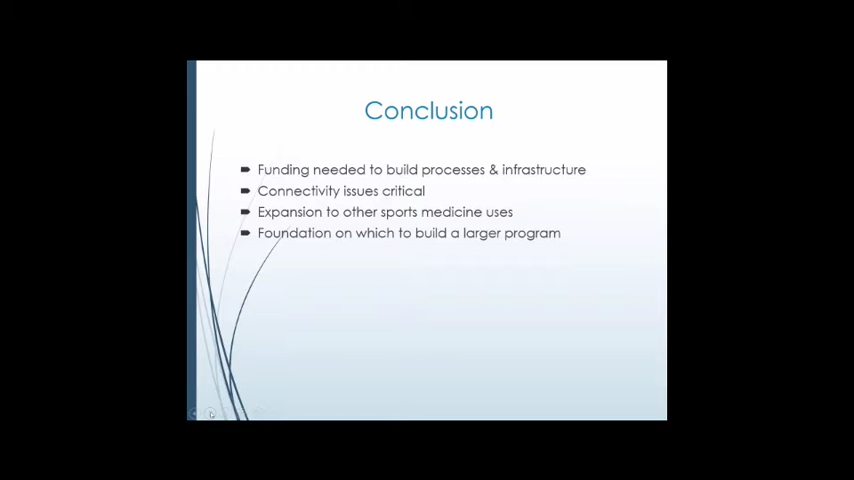 Conclusion
Funding needed to build processes & infrastructure
Connectivity issues critical
Expansion to other sports medicine uses
Foundation on which to build a larger program